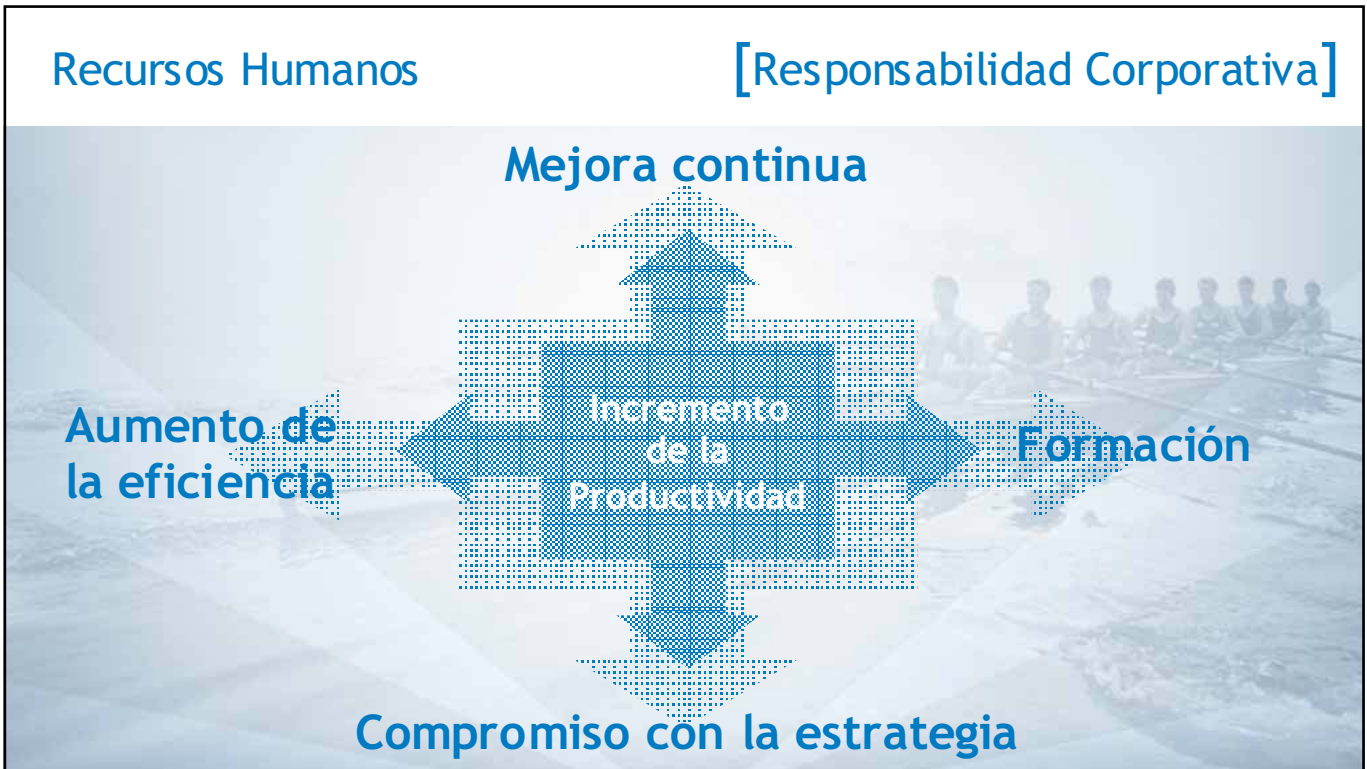 Recursos Humanos
[Responsabilidad Corporativa]
Mejora continua
Aumento de
la eficiencia
Incremento
de la
Productividad
Formación
Compromiso con la estrategia